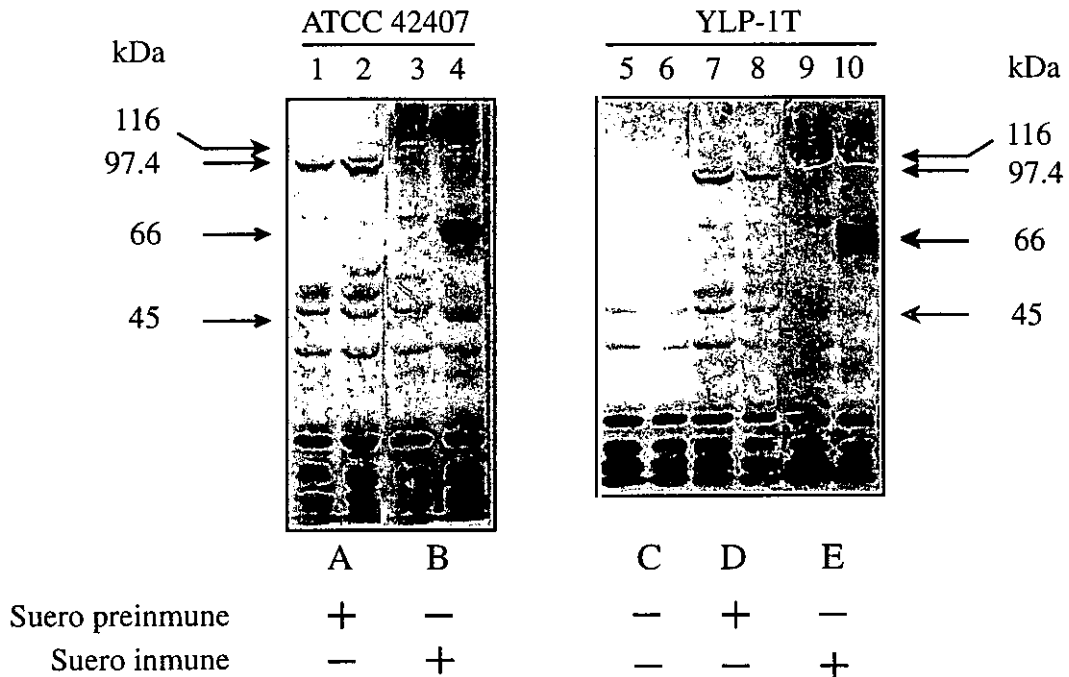 ATCC 42407 YLP-1T
kDa 1 2 3 4 5 6 7 8 9 10 kDa
116 116
97.4 97.4
66 66
45 45
A B C D E
Suero preinmune + − − + −
Suero inmune − + − − +